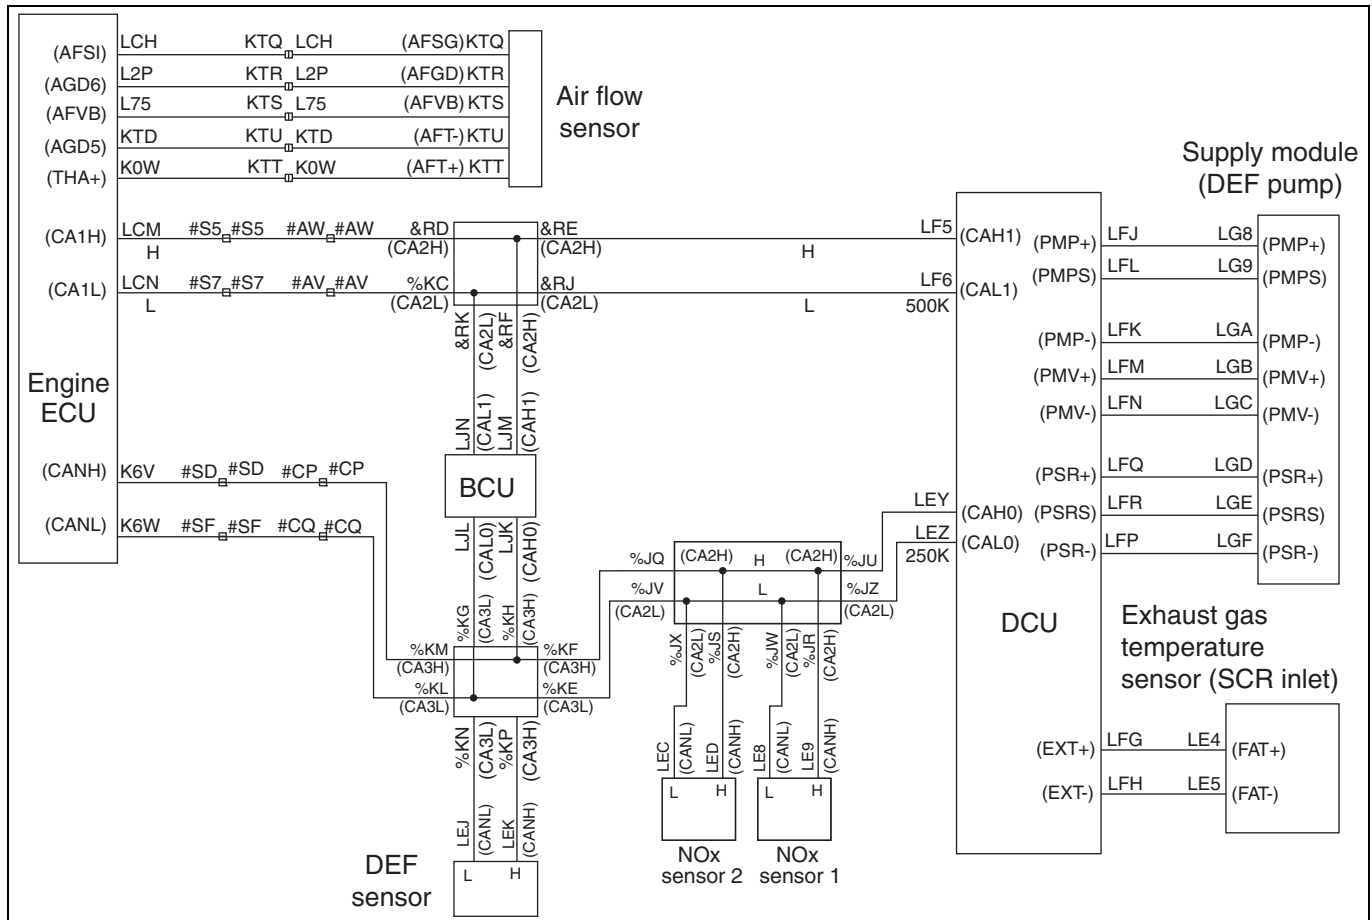 (AFSI) LCH KTQ LCH (AFSG) KTQ
(AGD6) L2P KTR L2P (AFGD) KTR
(AFVB) L75 KTS L75 (AFVB) KTS
(AGD5) KTD KTU KTD (AFT-) KTU
(THA+) K0W KTT K0W (AFT+) KTT
Air flow
sensor
Supply module
(DEF pump)
(CA1H) LCM #S5 #S5 #AW #AW &RD &RE LF5 (CAH1)
H (CA2H) (CA2H) H
(CA1L) LCN #S7 #S7 #AV #AV %KC &RJ LF6 (CAL1)
L (CA2L) (CA2L) L 500K
(PMP+) LFJ LG8 (PMP+)
(PMPS) LFL LG9 (PMPS)
(PMP-) LFK LGA (PMP-)
(PMV+) LFM LGB (PMV+)
(PMV-) LFN LGC (PMV-)
(PSR+) LFQ LGD (PSR+)
(PSRS) LFR LGE (PSRS)
(PSR-) LFP LGF (PSR-)
&RK (CA2L) &RF (CA2H)
LJN (CAL1) LJM (CAH1)
Engine
ECU
BCU
(CANH) K6V #SD #SD #CP #CP
(CANL) K6W #SF #SF #CQ #CQ
LJL (CAL0) LJK (CAH0)
%KG (CA3L) %KH (CA3H)
LEY (CAH0)
LEZ (CAL0)
250K
%JQ (CA2H) H (CA2H) %JU
%JV L %JZ
(CA2L) (CA2L)
%JX (CA2L) %JS (CA2H) %JW (CA2L) %JR (CA2H)
%KM %KF
(CA3H) (CA3H)
%KL %KE
(CA3L) (CA3L)
%KN (CA3L) %KP (CA3H)
DCU
Exhaust gas
temperature
sensor (SCR inlet)
(EXT+) LFG LE4 (FAT+)
(EXT-) LFH LE5 (FAT-)
LEC (CANL) LED (CANH) LE8 (CANL) LE9 (CANH)
L H L H
NOx
sensor 2
NOx
sensor 1
LEJ (CANL) LEK (CANH)
L H
DEF
sensor